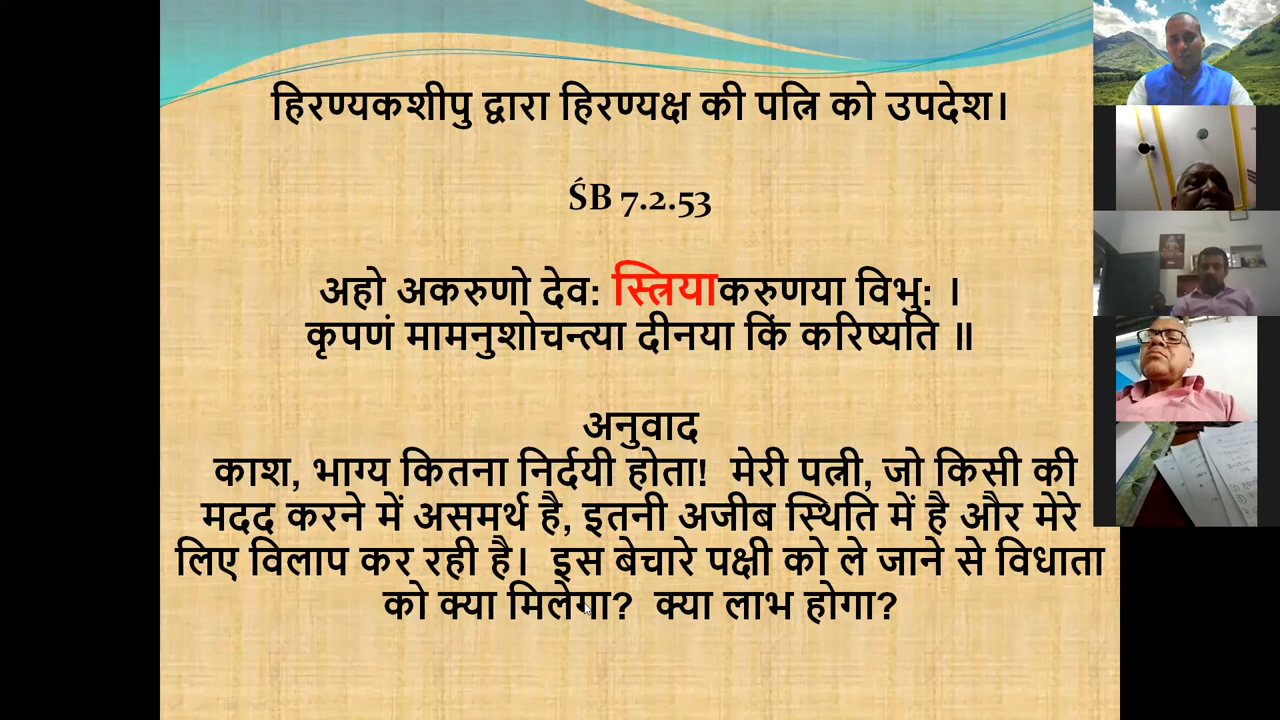 हिरण्यकशीपु द्वारा हिरण्यक्ष की पत्नि को उपदेश।
ŚB 7.2.53
अहो अकरुणो देव: स्त्रियाकरुणया विभु: ।
कृपणं मामनुशोचन्त्या दीनया किं करिष्यति ॥
अनुवाद
काश, भाग्य कितना निर्दयी होता! मेरी पत्नी, जो किसी की
मदद करने में असमर्थ है, इतनी अजीब स्थिति में है और मेरे
लिए विलाप कर रही है। इस बेचारे पक्षी को ले जाने से विधाता
को क्या मिलेगा? क्या लाभ होगा?